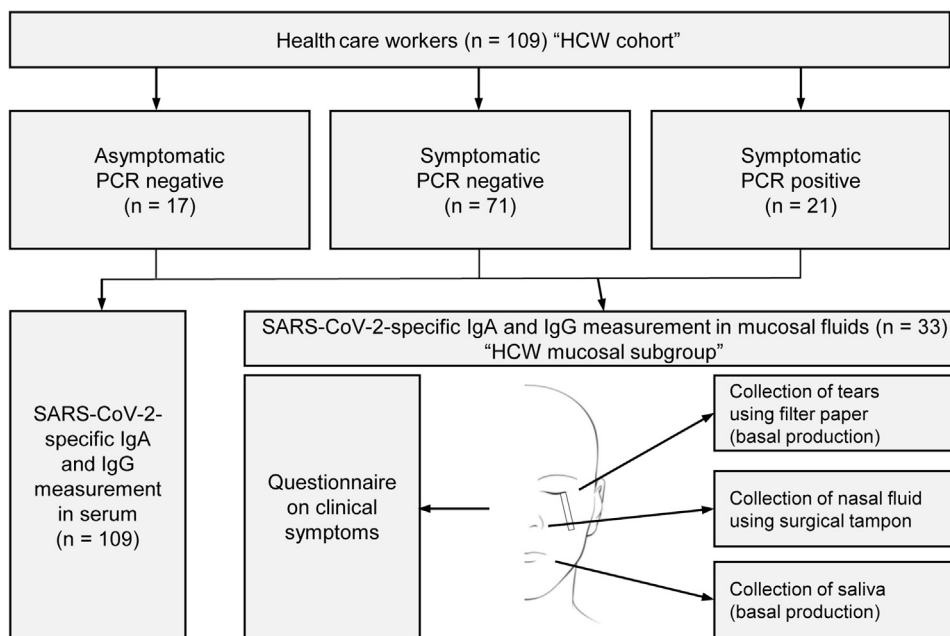 Health care workers (n = 109) “HCW cohort”
Asymptomatic
PCR negative
(n = 17)
Symptomatic
PCR negative
(n = 71)
Symptomatic
PCR positive
(n = 21)
SARS-CoV-2-
specific IgA
and IgG
measurement
in serum
(n = 109)
SARS-CoV-2-specific IgA and IgG measurement in mucosal fluids (n = 33)
“HCW mucosal subgroup”
Questionnaire
on clinical
symptoms
Collection of tears
using filter paper
(basal production)
Collection of nasal fluid
using surgical tampon
Collection of saliva
(basal production)